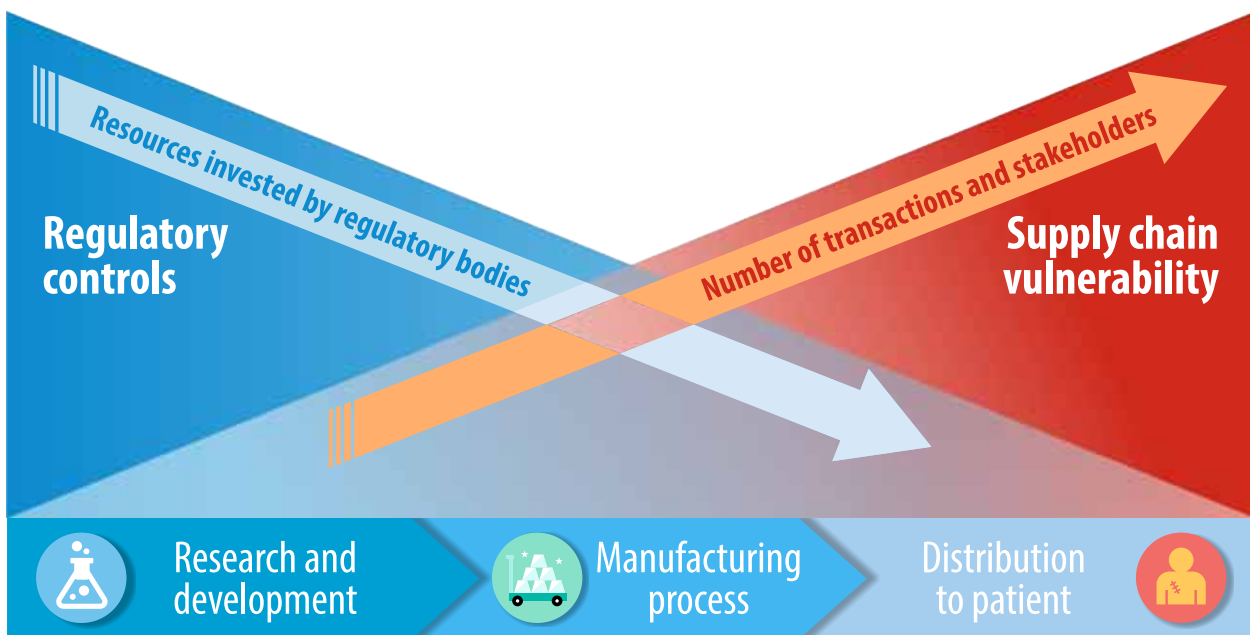 Resources invested by regulatory bodies
Number of transactions and stakeholders
Regulatory
controls
Supply chain
vulnerability
Research and
development
Manufacturing
process
Distribution
to patient